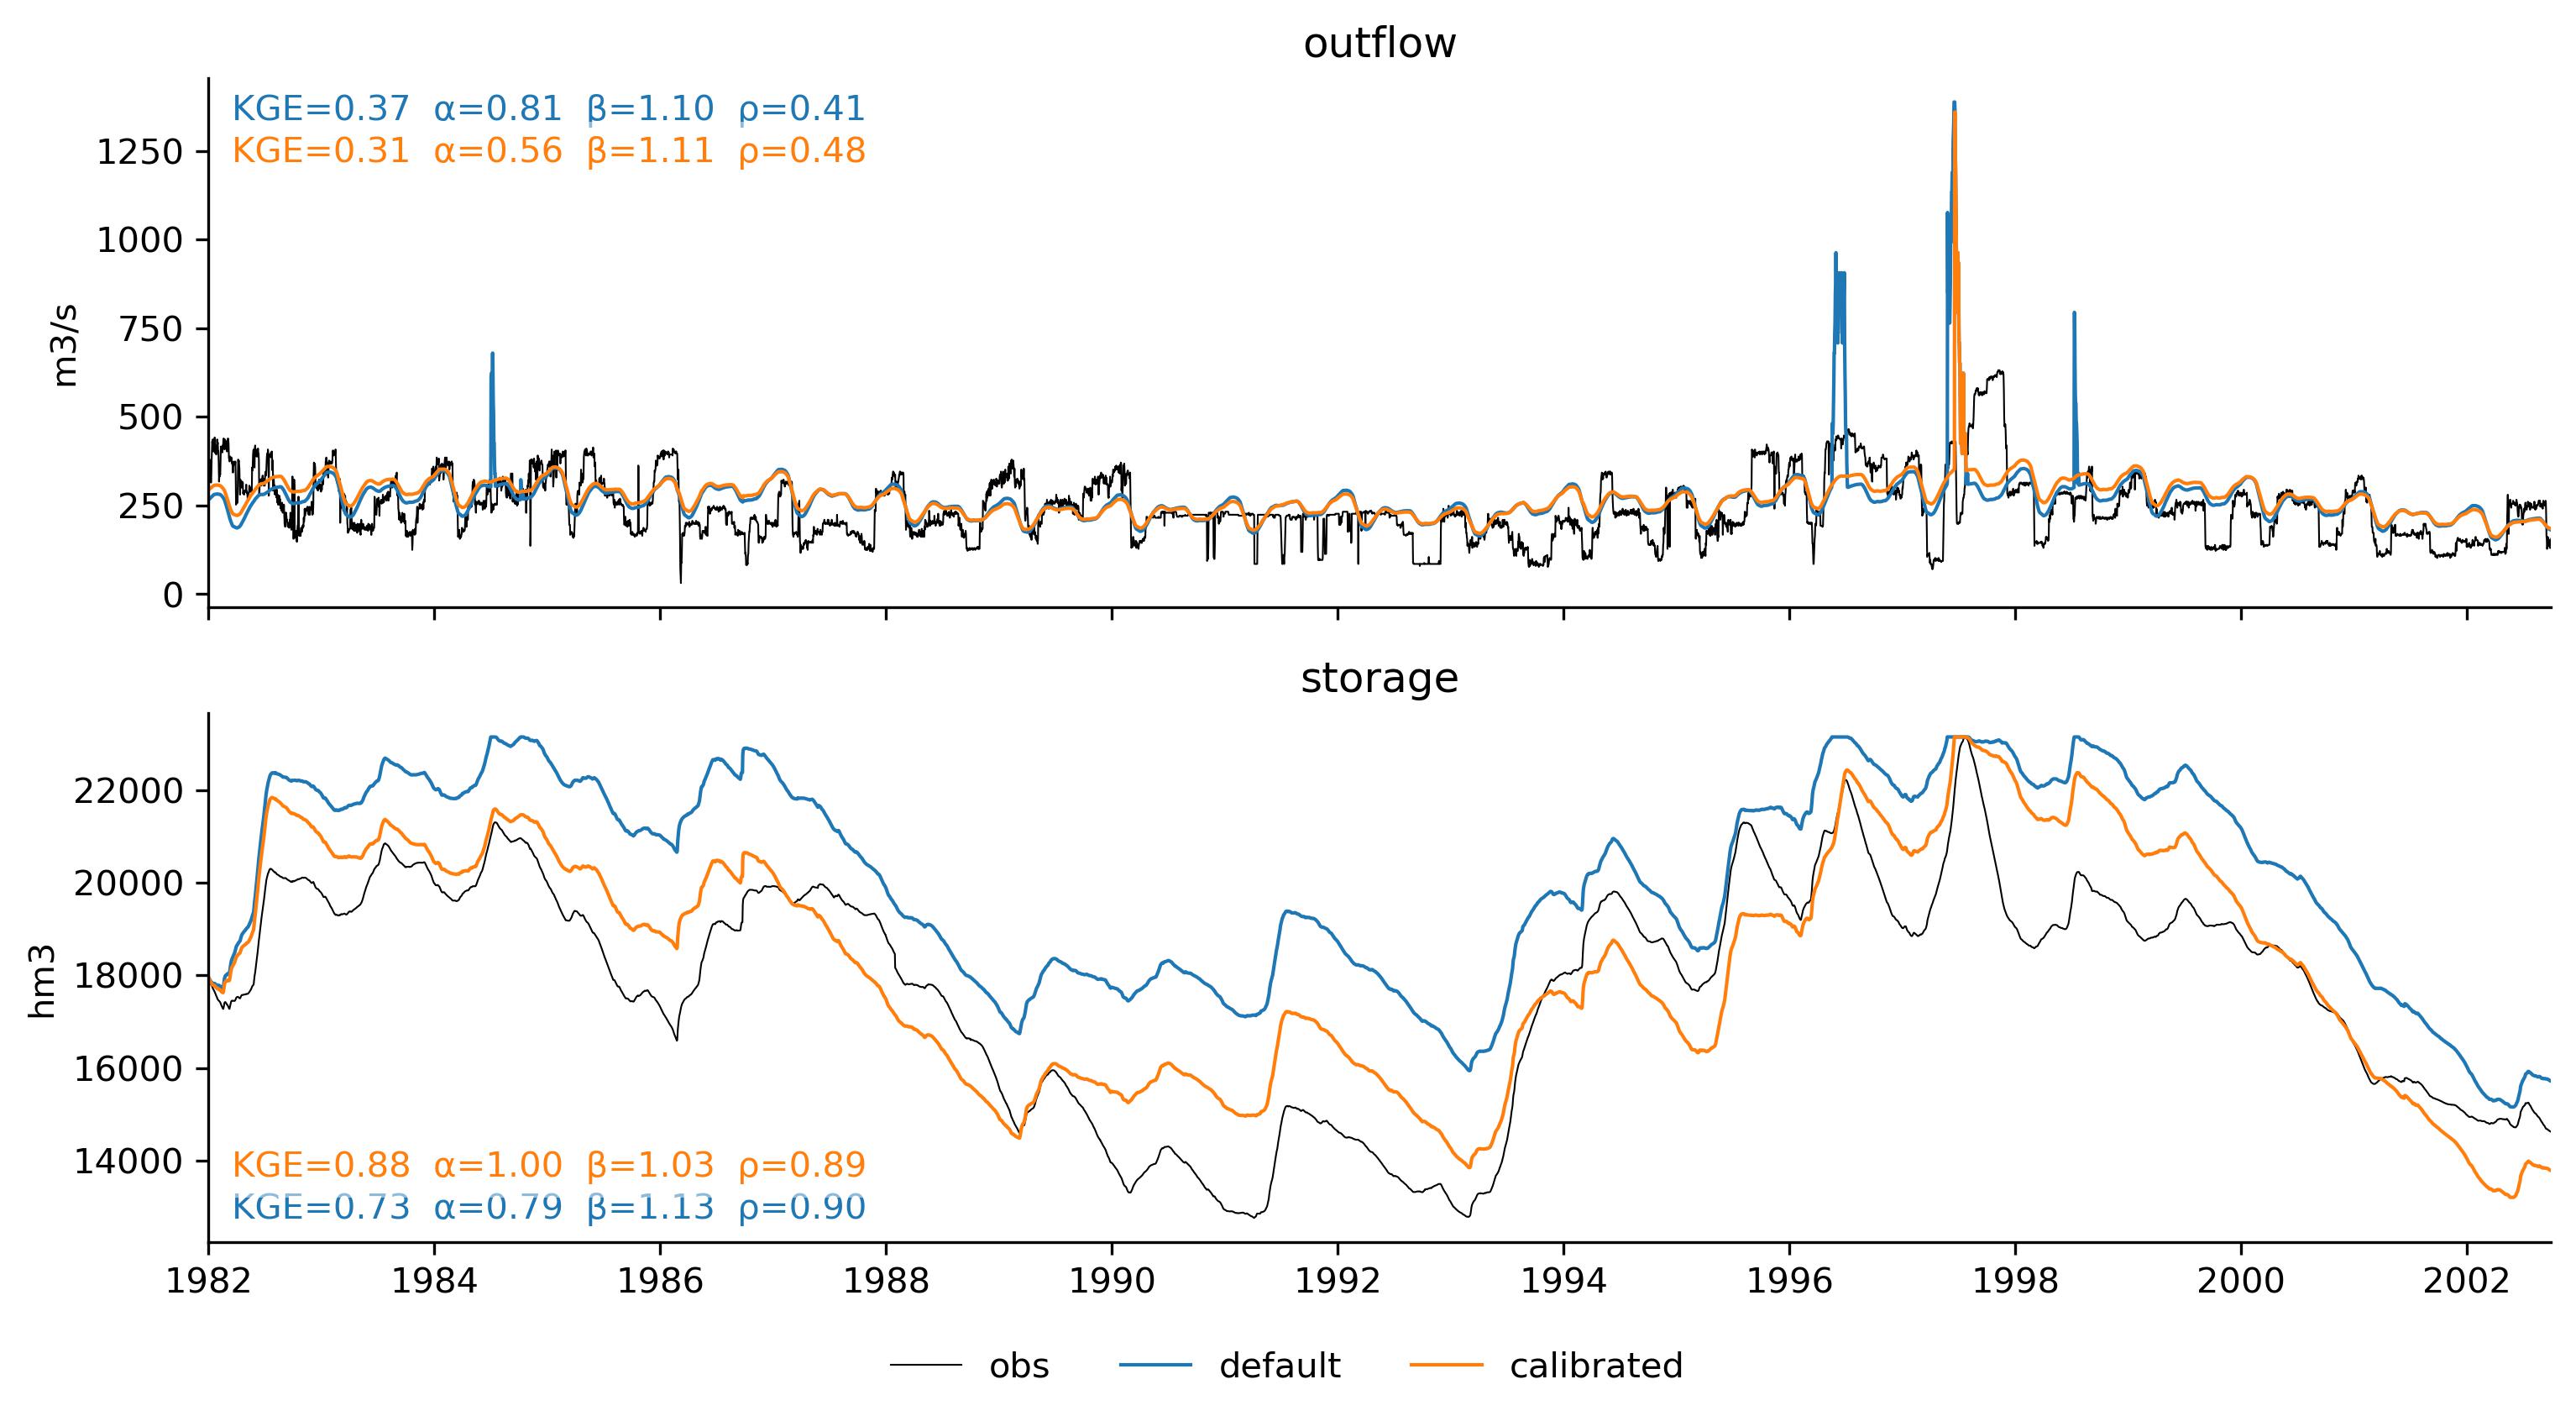 outflow
KGE=0.37 α=0.81 β=1.10 ρ=0.41
KGE=0.31 α=0.56 β=1.11 ρ=0.48
m3/s
1250
1000
750
500
250
0
storage
hm3
22000
20000
18000
16000
14000
KGE=0.88 α=1.00 β=1.03 ρ=0.89
KGE=0.73 α=0.79 β=1.13 ρ=0.90
1982 1984 1986 1988 1990 1992 1994 1996 1998 2000 2002
obs default calibrated